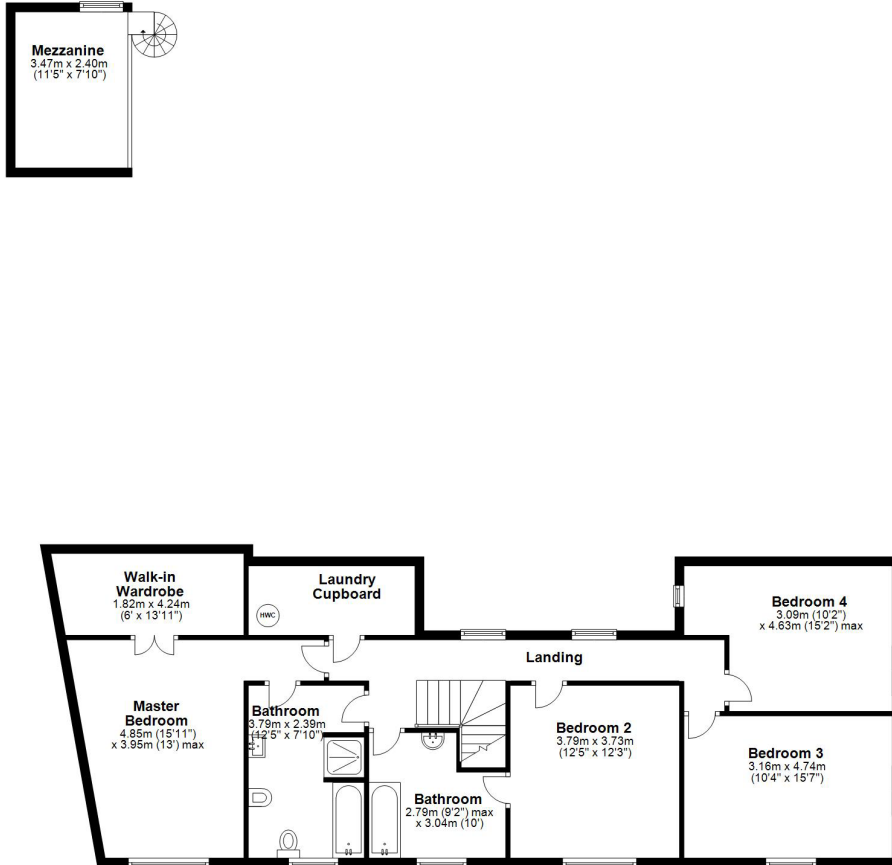 Mezzanine
3.47m x 2.40m
(11'5" x 7'10")
Walk-in
Wardrobe
1.82m x 4.24m
(6' x 13'11")
Laundry
Cupboard
HWC
Bedroom 4
3.09m (10'2")
x 4.63m (15'2") max
Landing
Master
Bedroom
4.85m (15'11")
x 3.95m (13') max
Bathroom
3.79m x 2.39m
(12'5" x 7'10")
Bedroom 2
3.79m x 3.73m
(12'5" x 12'3")
Bedroom 3
3.16m x 4.74m
(10'4" x 15'7")
Bathroom
2.79m (9'2") max
x 3.04m (10')